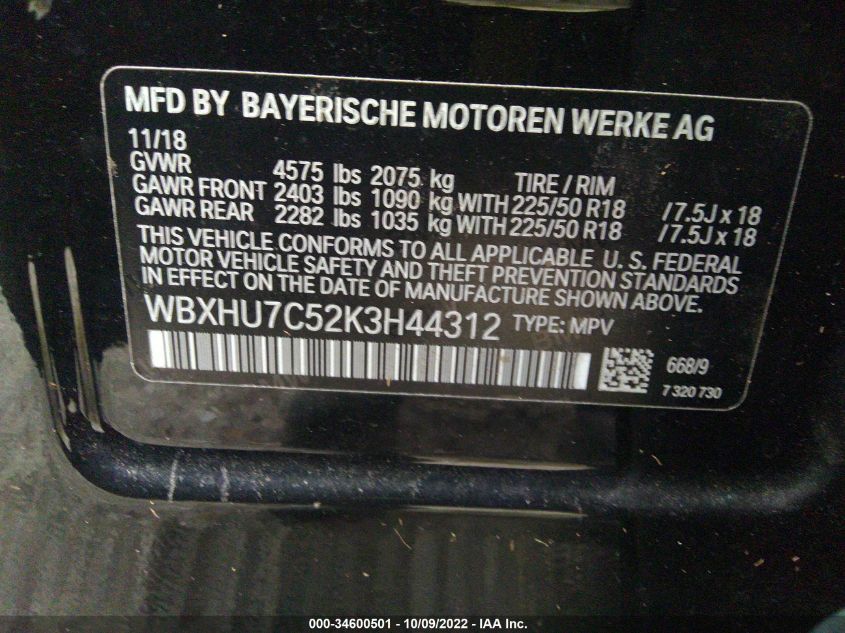 MFD BY BAYERISCHE MOTOREN WERKE AG
11/18
GVWR 4575 lbs 2075 kg TIRE / RIM
GAWR FRONT 2403 lbs 1090 kg WITH 225/50 R18 /7.5J x 18
GAWR REAR 2282 lbs 1035 kg WITH 225/50 R18 /7.5J x 18
THIS VEHICLE CONFORMS TO ALL APPLICABLE U. S. FEDERAL
MOTOR VEHICLE SAFETY AND THEFT PREVENTION STANDARDS
IN EFFECT ON THE DATE OF MANUFACTURE SHOWN ABOVE.
WBXHU7C52K3H44312 TYPE: MPV
668/9
7 320 730
000-34600501 - 10/09/2022 - IAA Inc.